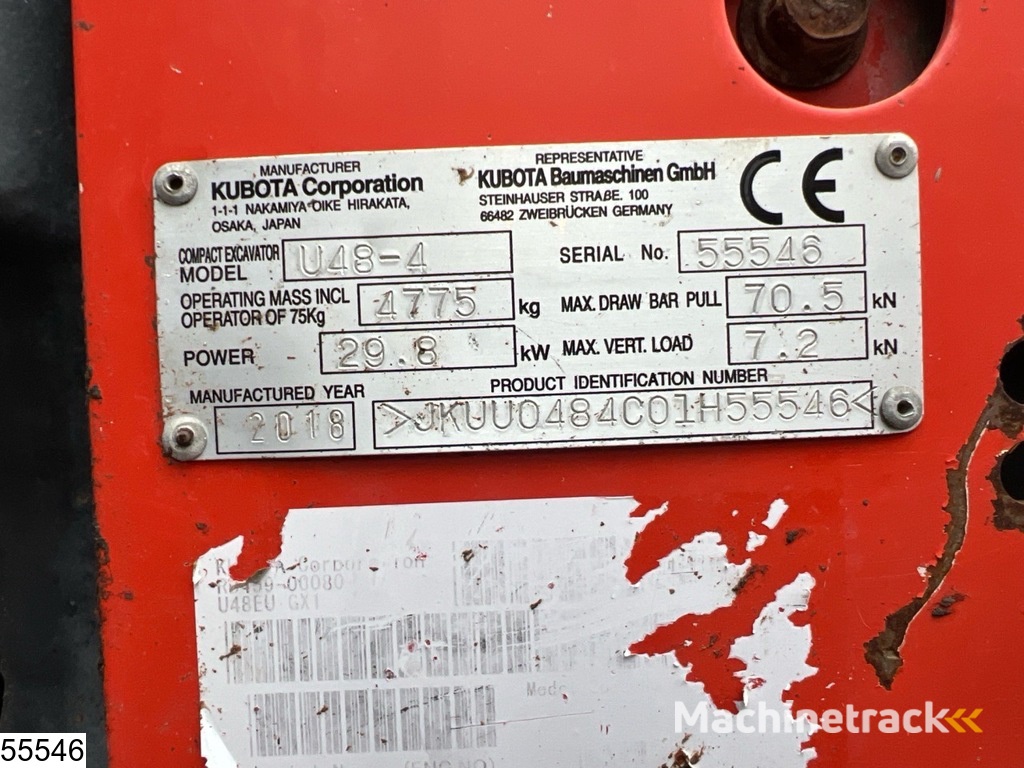 MANUFACTURER
KUBOTA Corporation
1-1-1 NAKAMIYA OIKE HIRAKATA,
OSAKA, JAPAN
REPRESENTATIVE
KUBOTA Baumaschinen GmbH
STEINHAUSER STRAßE. 100
66482 ZWEIBRÜCKEN GERMANY
CE
COMPACT EXCAVATOR
MODEL U48-4
SERIAL No. 55546
OPERATING MASS INCL
OPERATOR OF 75Kg 4775 kg
MAX. DRAW BAR PULL 70.5 kN
POWER 29.8 kW
MAX. VERT. LOAD 7.2 kN
MANUFACTURED YEAR
2018
PRODUCT IDENTIFICATION NUMBER
>JKUU0484C01H55546<
-00080
U48EU GX1
Machinetrack
55546